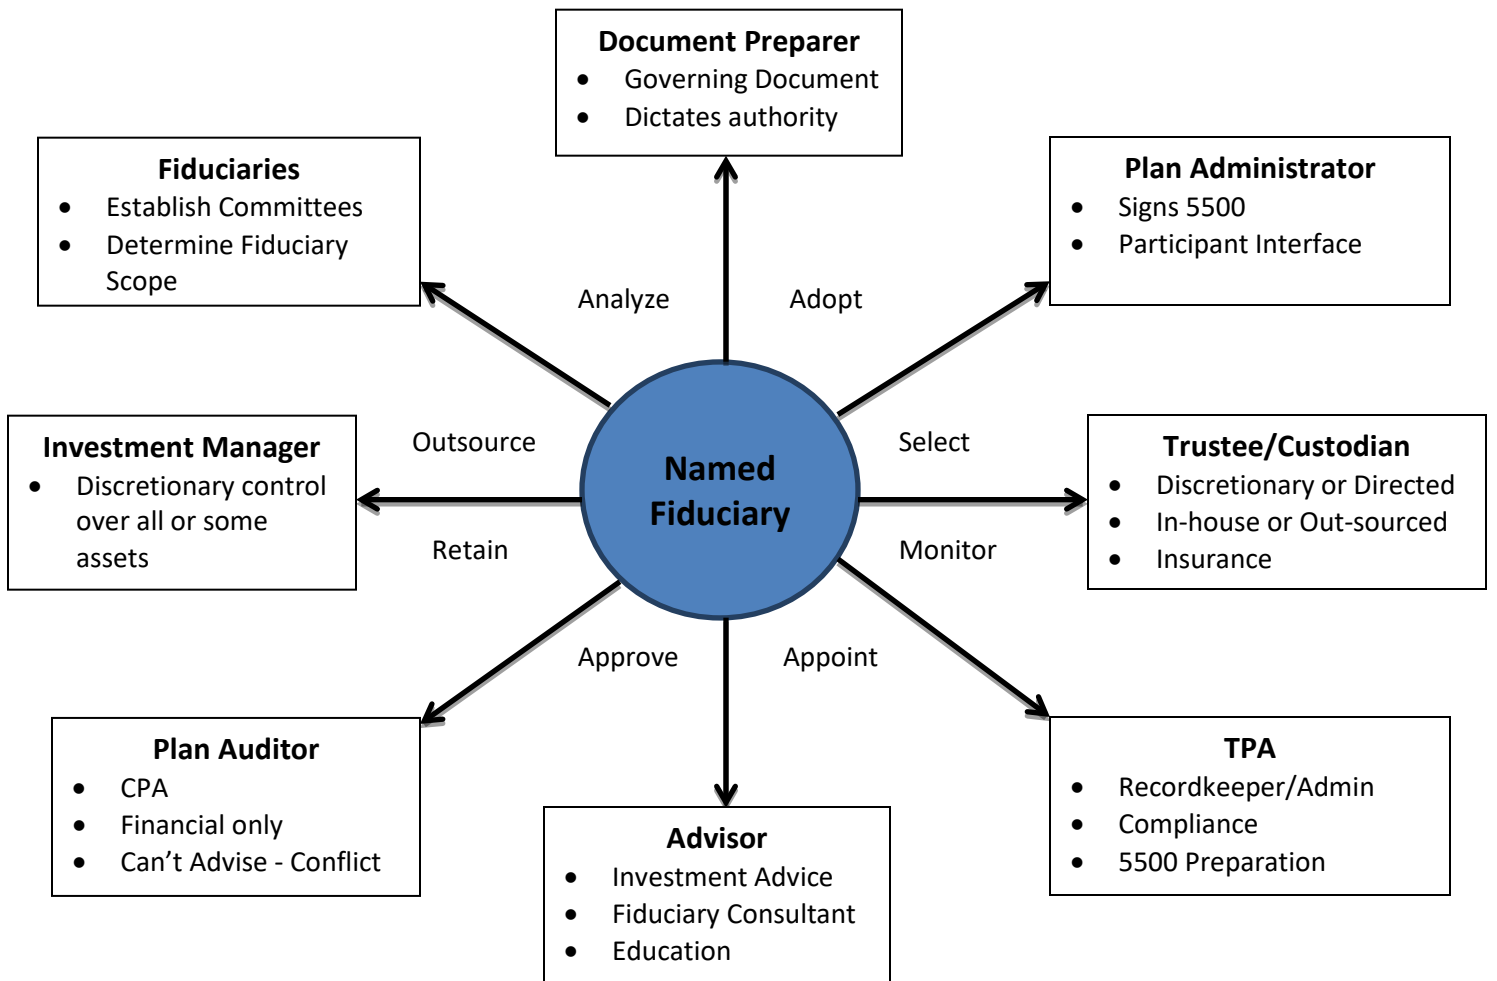 Document Preparer
• Governing Document
• Dictates authority
Fiduciaries
• Establish Committees
• Determine Fiduciary
Scope
Plan Administrator
• Signs 5500
• Participant Interface
Analyze
Adopt
Investment Manager
• Discretionary control
over all or some
assets
Outsource
Retain
Named
Fiduciary
Select
Monitor
Trustee/Custodian
• Discretionary or Directed
• In-house or Out-sourced
• Insurance
Approve
Appoint
Plan Auditor
• CPA
• Financial only
• Can’t Advise - Conflict
Advisor
• Investment Advice
• Fiduciary Consultant
• Education
TPA
• Recordkeeper/Admin
• Compliance
• 5500 Preparation